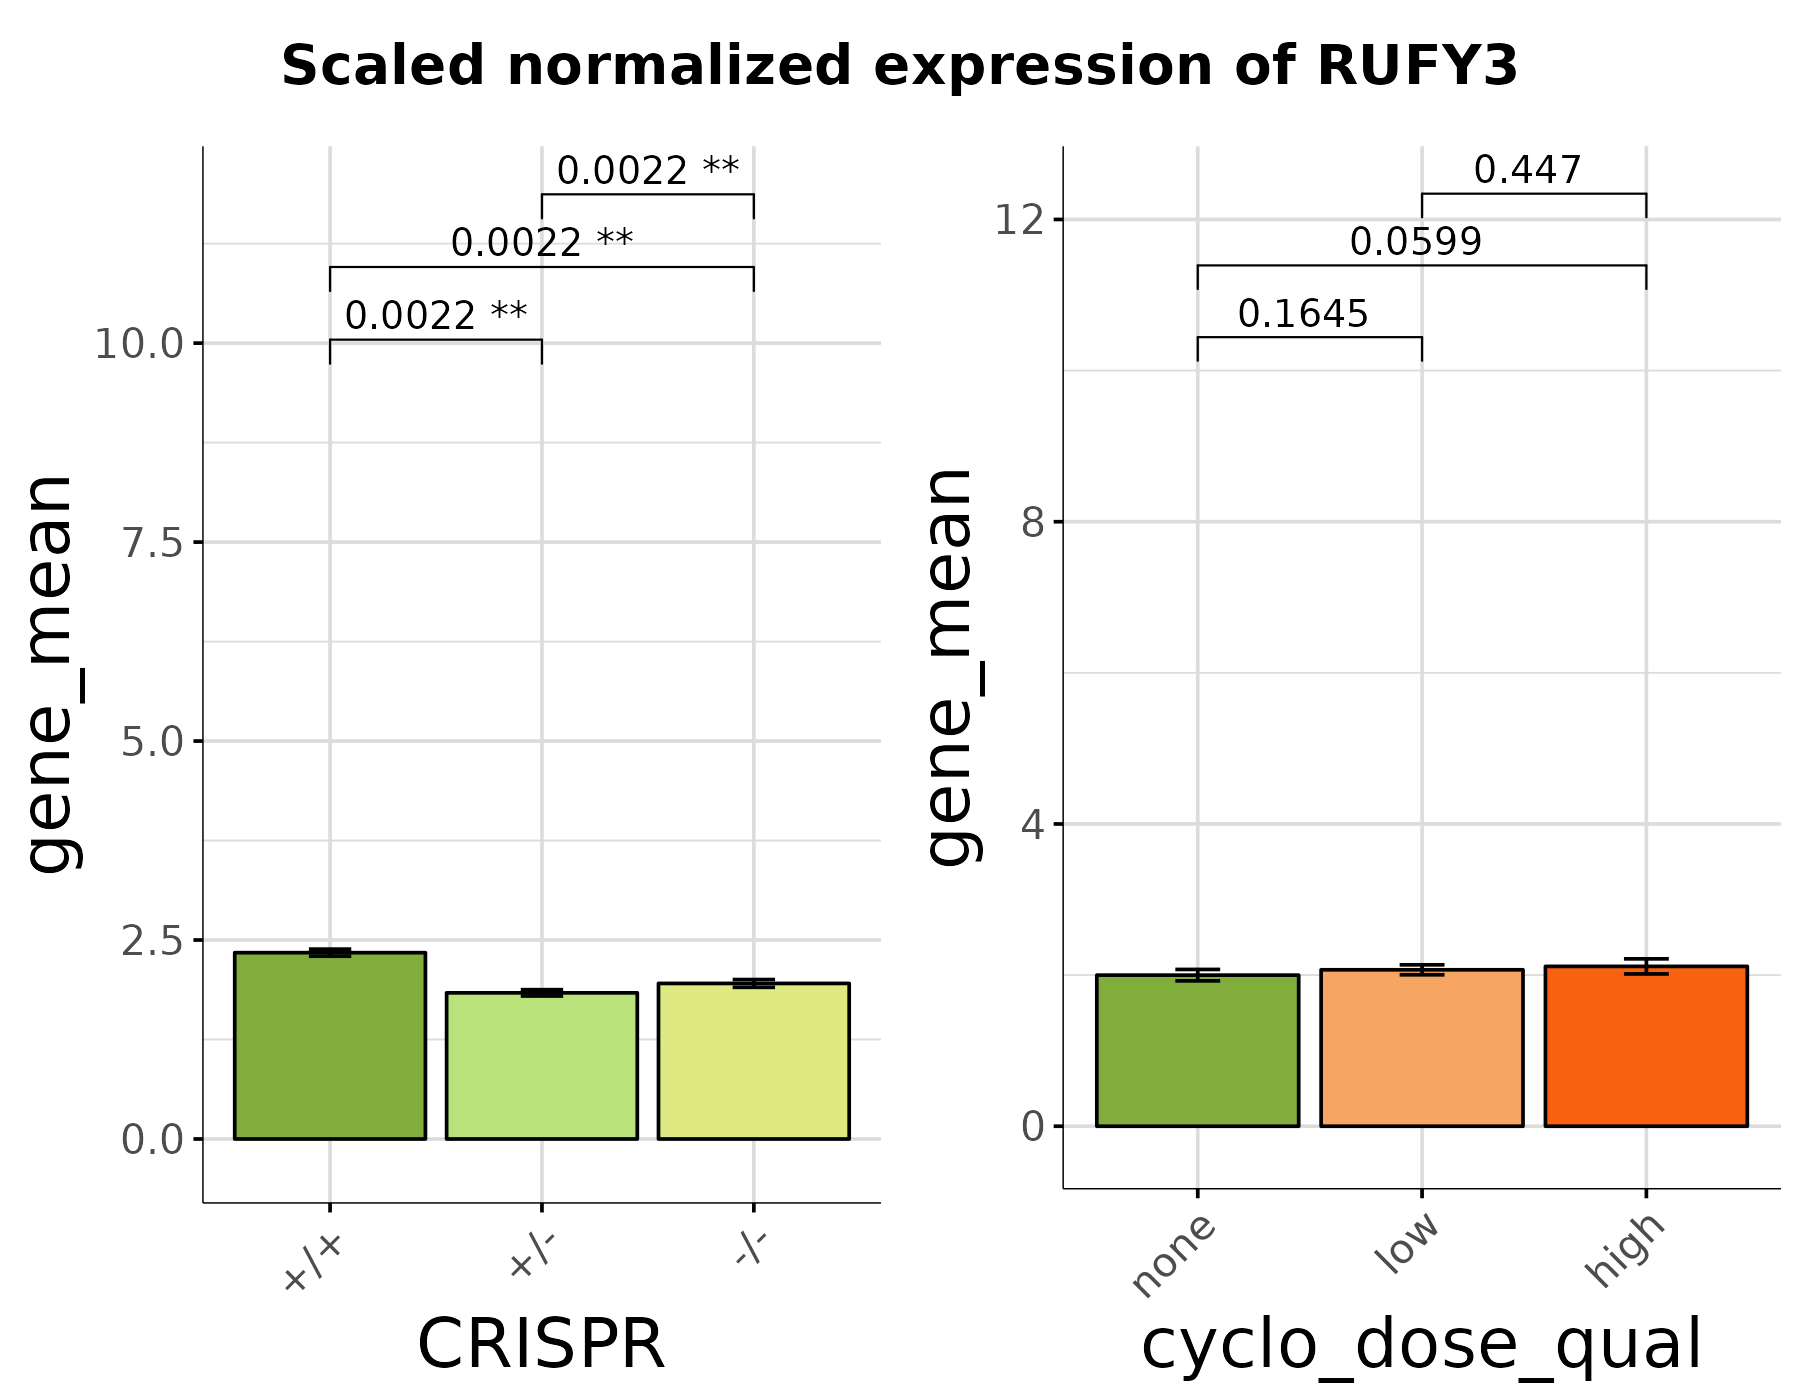 Scaled normalized expression of RUFY3
gene_mean
10.0
7.5
5.0
2.5
0.0
0.0022 **
0.0022 **
0.0022 **
+/+
+/-
-/-
CRISPR
gene_mean
12
8
4
0
0.447
0.0599
0.1645
none
low
high
cyclo_dose_qual